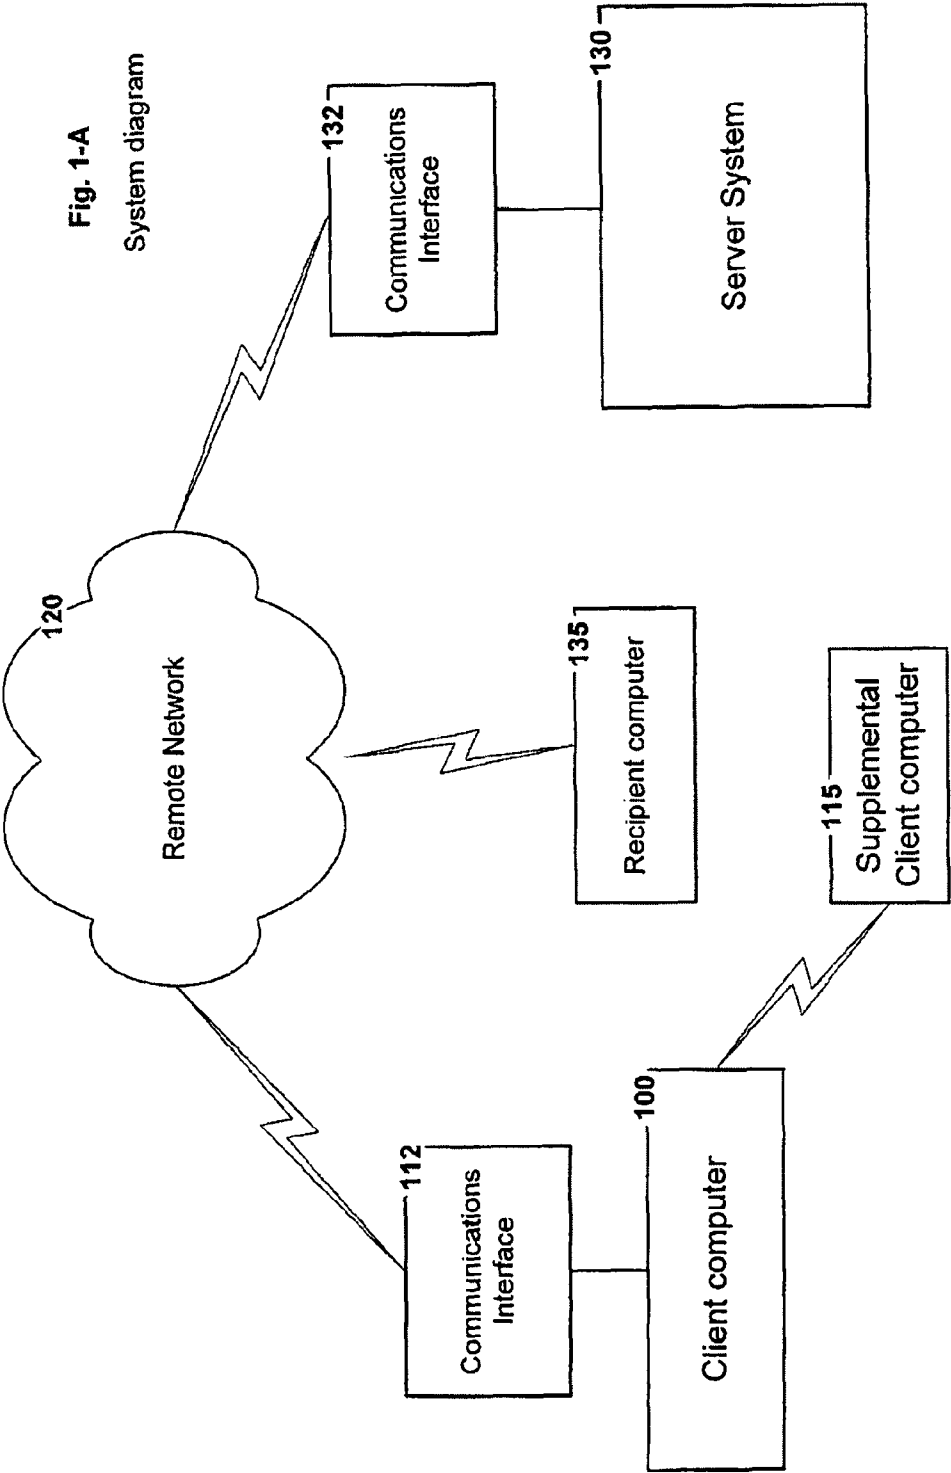 Fig. 1-A
System diagram
120
Remote Network
132
Communications
Interface
130
Server System
135
Recipient computer
112
Communications
Interface
100
Client computer
115
Supplemental
Client computer